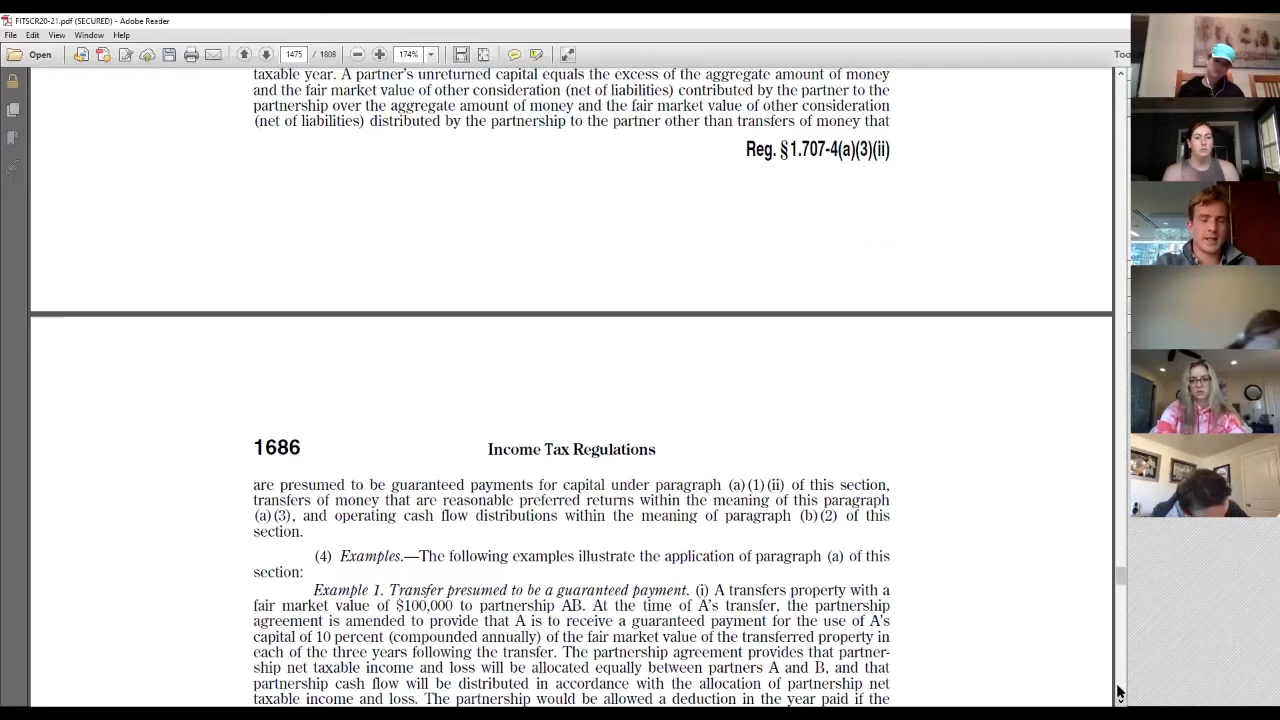 FITSCR20-21.pdf (SECURED) - Adobe Reader
File Edit View Window Help
Open 1475 / 1808 174% Too
taxable year. A partner's unreturned capital equals the excess of the aggregate amount of money
and the fair market value of other consideration (net of liabilities) contributed by the partner to the
partnership over the aggregate amount of money and the fair market value of other consideration
(net of liabilities) distributed by the partnership to the partner other than transfers of money that
Reg. §1.707-4(a)(3)(ii)
1686 Income Tax Regulations
are presumed to be guaranteed payments for capital under paragraph (a)(1)(ii) of this section,
transfers of money that are reasonable preferred returns within the meaning of this paragraph
(a)(3), and operating cash flow distributions within the meaning of paragraph (b)(2) of this
section.
(4) Examples.—The following examples illustrate the application of paragraph (a) of this
section:
Example 1. Transfer presumed to be a guaranteed payment. (i) A transfers property with a
fair market value of $100,000 to partnership AB. At the time of A's transfer, the partnership
agreement is amended to provide that A is to receive a guaranteed payment for the use of A's
capital of 10 percent (compounded annually) of the fair market value of the transferred property in
each of the three years following the transfer. The partnership agreement provides that partner-
ship net taxable income and loss will be allocated equally between partners A and B, and that
partnership cash flow will be distributed in accordance with the allocation of partnership net
taxable income and loss. The partnership would be allowed a deduction in the year paid if the